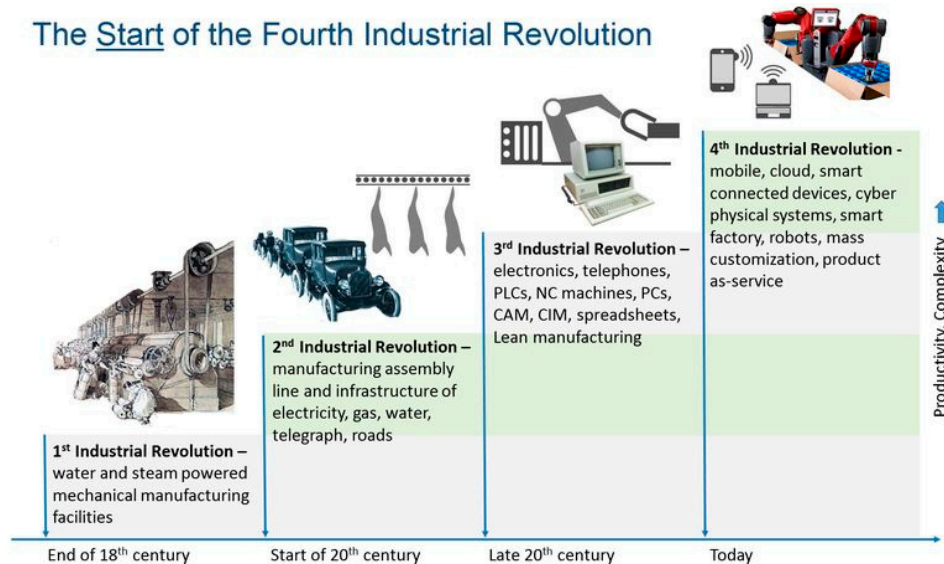 The Start of the Fourth Industrial Revolution
4th Industrial Revolution -
mobile, cloud, smart
connected devices, cyber
physical systems, smart
factory, robots, mass
customization, product
as-service
3rd Industrial Revolution –
electronics, telephones,
PLCs, NC machines, PCs,
CAM, CIM, spreadsheets,
Lean manufacturing
2nd Industrial Revolution –
manufacturing assembly
line and infrastructure of
electricity, gas, water,
telegraph, roads
1st Industrial Revolution –
water and steam powered
mechanical manufacturing
facilities
Productivity, Complexity
End of 18th century
Start of 20th century
Late 20th century
Today